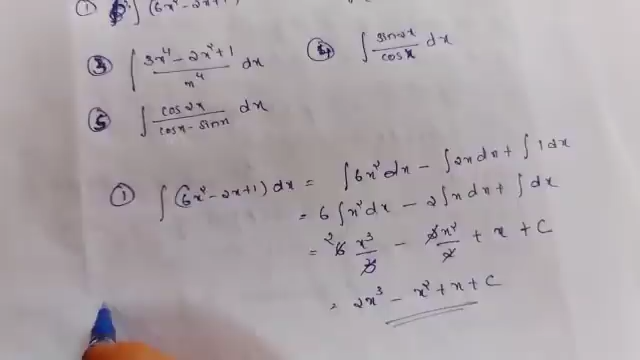 ① ∫ (6x² - 2x + 1)
③ ∫ (3x⁴ - 2x² + 1)/x⁴ dx ④ ∫ sin2x/cosx dx
⑤ ∫ cos2x/(cosx - sinx) dx
① ∫ (6x² - 2x + 1) dx = ∫ 6x² dx - ∫ 2x dx + ∫ 1 dx
= 6 ∫ x² dx - 2 ∫ x dx + ∫ dx
= 6 x³/3 - 2x²/2 + x + C
= 2x³ - x² + x + C